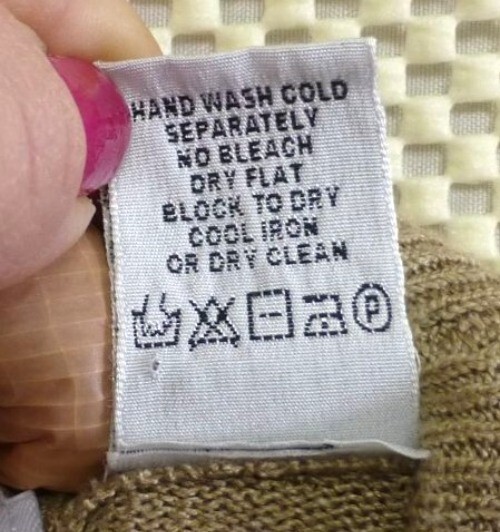 HAND WASH COLD
SEPARATELY
NO BLEACH
DRY FLAT
BLOCK TO DRY
COOL IRON
OR DRY CLEAN
P